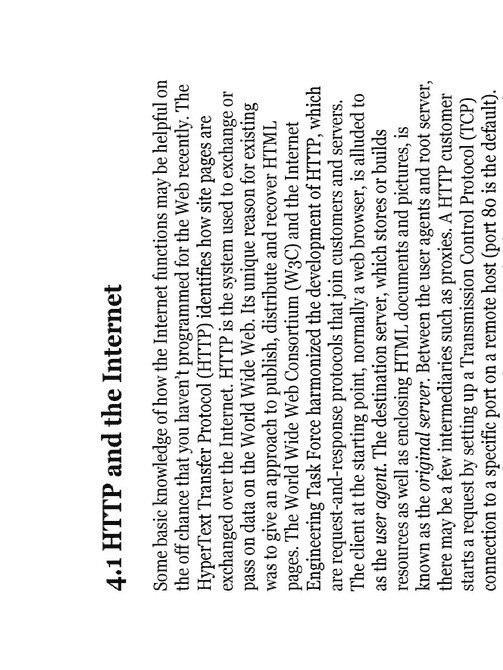 4.1 HTTP and the Internet
Some basic knowledge of how the Internet functions may be helpful on
the off chance that you haven't programmed for the Web recently. The
HyperText Transfer Protocol (HTTP) identifies how site pages are
exchanged over the Internet. HTTP is the system used to exchange or
pass on data on the World Wide Web. Its unique reason for existing
was to give an approach to publish, distribute and recover HTML
pages. The World Wide Web Consortium (W3C) and the Internet
Engineering Task Force harmonized the development of HTTP, which
are request-and-response protocols that join customers and servers.
The client at the starting point, normally a web browser, is alluded to
as the user agent. The destination server, which stores or builds
resources as well as enclosing HTML documents and pictures, is
known as the original server. Between the user agents and root server,
there may be a few intermediaries such as proxies. A HTTP customer
starts a request by setting up a Transmission Control Protocol (TCP)
connection to a specific port on a remote host (port 80 is the default).